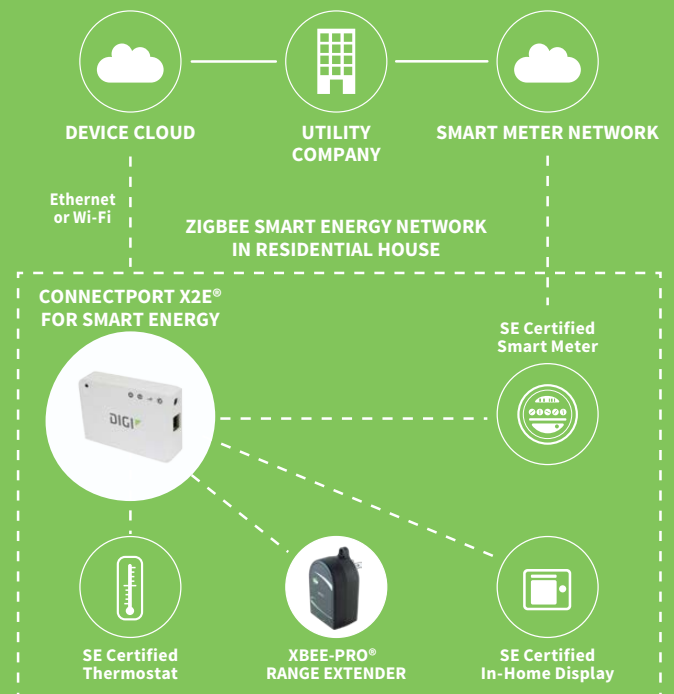 DEVICE CLOUD
UTILITY
COMPANY
SMART METER NETWORK
Ethernet
or Wi-Fi
ZIGBEE SMART ENERGY NETWORK
IN RESIDENTIAL HOUSE
CONNECTPORT X2E®
FOR SMART ENERGY
DIGI
SE Certified
Smart Meter
SE Certified
Thermostat
XBEE-PRO®
RANGE EXTENDER
SE Certified
In-Home Display